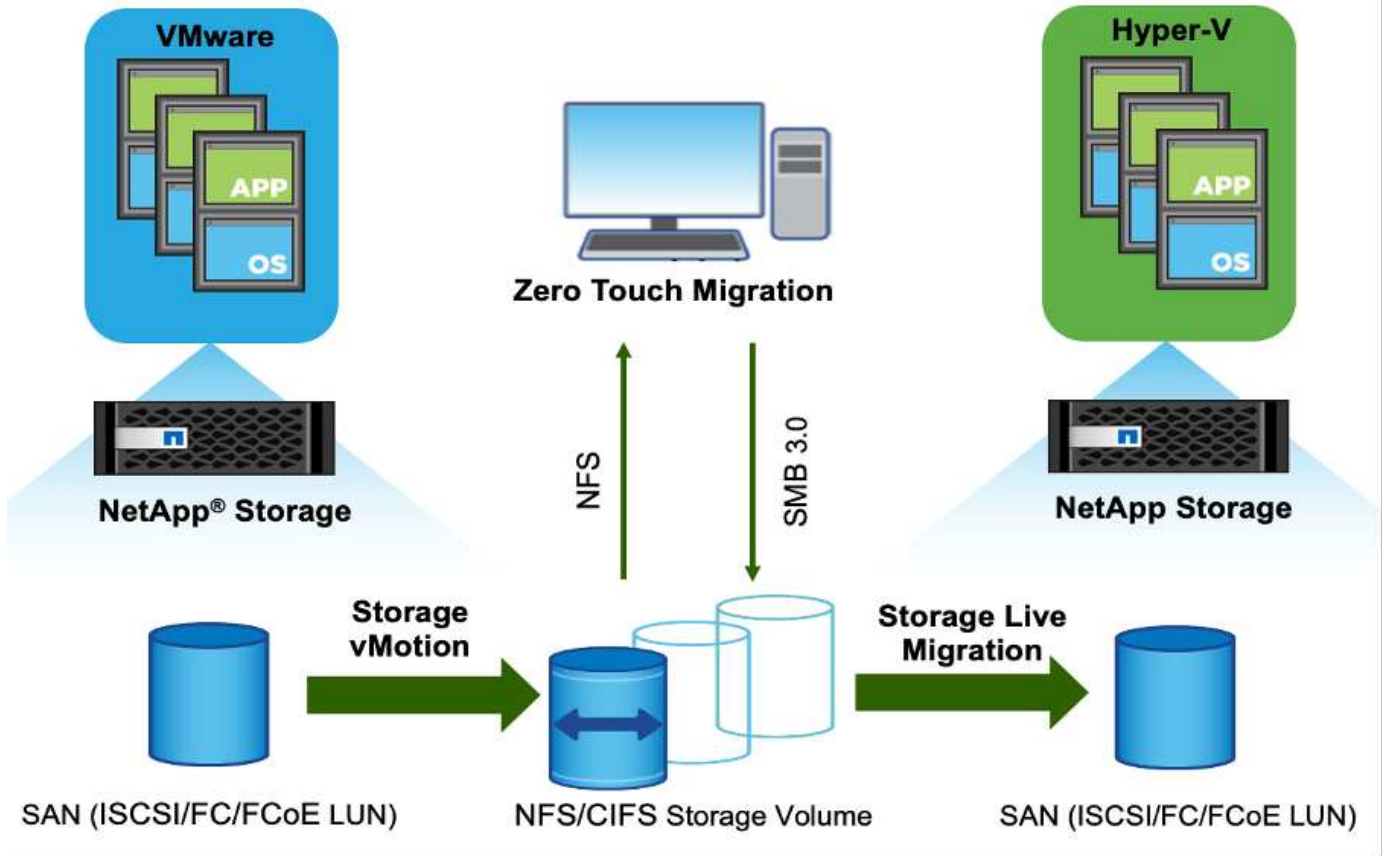 VMware
APP
OS
Hyper-V
APP
OS
Zero Touch Migration
NetApp® Storage
NetApp Storage
NFS
SMB 3.0
Storage
vMotion
Storage Live
Migration
SAN (ISCSI/FC/FCoE LUN)
NFS/CIFS Storage Volume
SAN (ISCSI/FC/FCoE LUN)